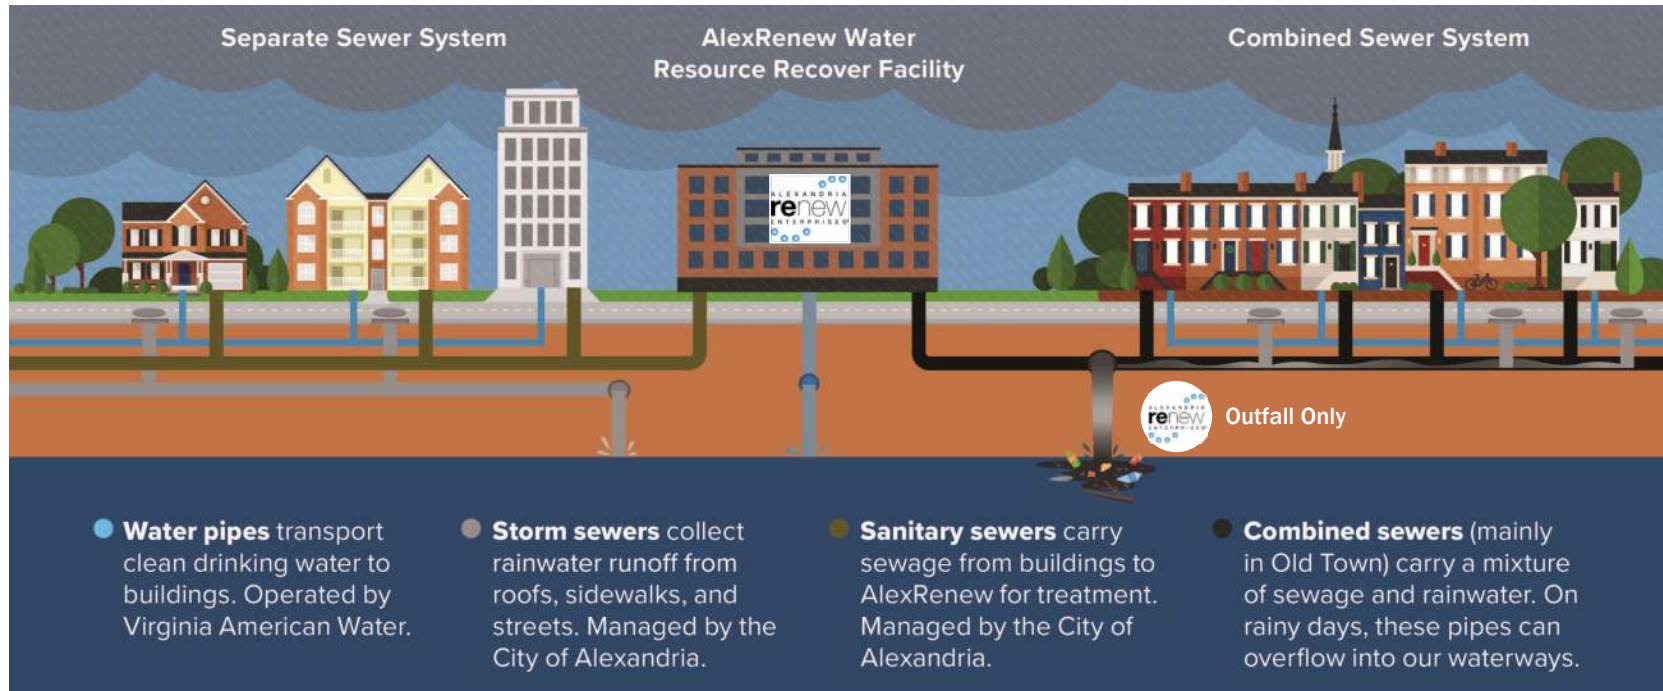 Separate Sewer System
AlexRenew Water
Resource Recover Facility
Combined Sewer System
ALEXANDRIA
renew
ENTERPRISES
ALEXANDRIA
renew
ENTERPRISES
Outfall Only
Water pipes transport
clean drinking water to
buildings. Operated by
Virginia American Water.
Storm sewers collect
rainwater runoff from
roofs, sidewalks, and
streets. Managed by the
City of Alexandria.
Sanitary sewers carry
sewage from buildings to
AlexRenew for treatment.
Managed by the City of
Alexandria.
Combined sewers (mainly
in Old Town) carry a mixture
of sewage and rainwater. On
rainy days, these pipes can
overflow into our waterways.